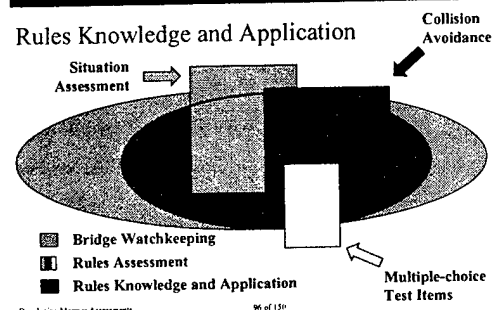 Rules Knowledge and Application
Collision
Avoidance
Situation
Assessment
Bridge Watchkeeping
Rules Assessment
Rules Knowledge and Application
Multiple-choice
Test Items
96 of 150